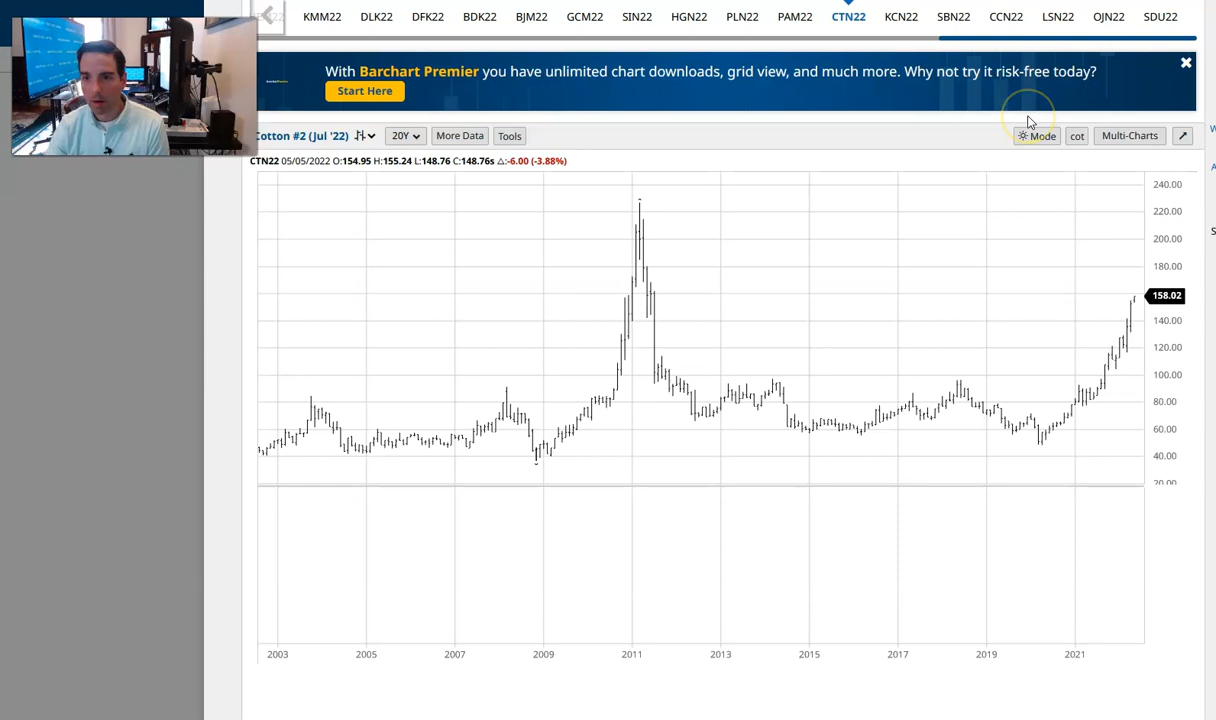 KMM22 DLK22 DFK22 BDK22 BJM22 GCM22 SIN22 HGN22 PLN22 PAM22 CTN22 KCN22 SBN22 CCN22 LSN22 OJN22 SDU22
With Barchart Premier you have unlimited chart downloads, grid view, and much more. Why not try it risk-free today?
Start Here
Cotton #2 (Jul '22) 20Y More Data Tools Mode cot Multi-Charts
CTN22 05/05/2022 O:154.95 H:155.24 L:148.76 C:148.76s △:-6.00 (-3.88%)
240.00
220.00
200.00
180.00
158.02
140.00
120.00
100.00
80.00
60.00
40.00
20.00
2003 2005 2007 2009 2011 2013 2015 2017 2019 2021